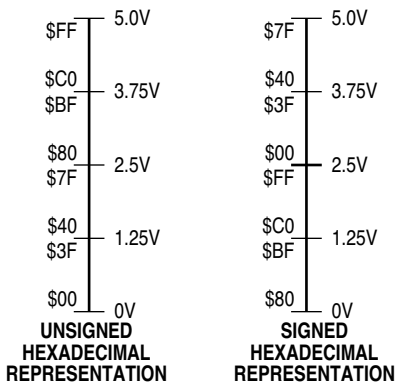 $FF 5.0V
$C0
$BF 3.75V
$80
$7F 2.5V
$40
$3F 1.25V
$00 0V
UNSIGNED
HEXADECIMAL
REPRESENTATION
$7F 5.0V
$40
$3F 3.75V
$00
$FF 2.5V
$C0
$BF 1.25V
$80 0V
SIGNED
HEXADECIMAL
REPRESENTATION